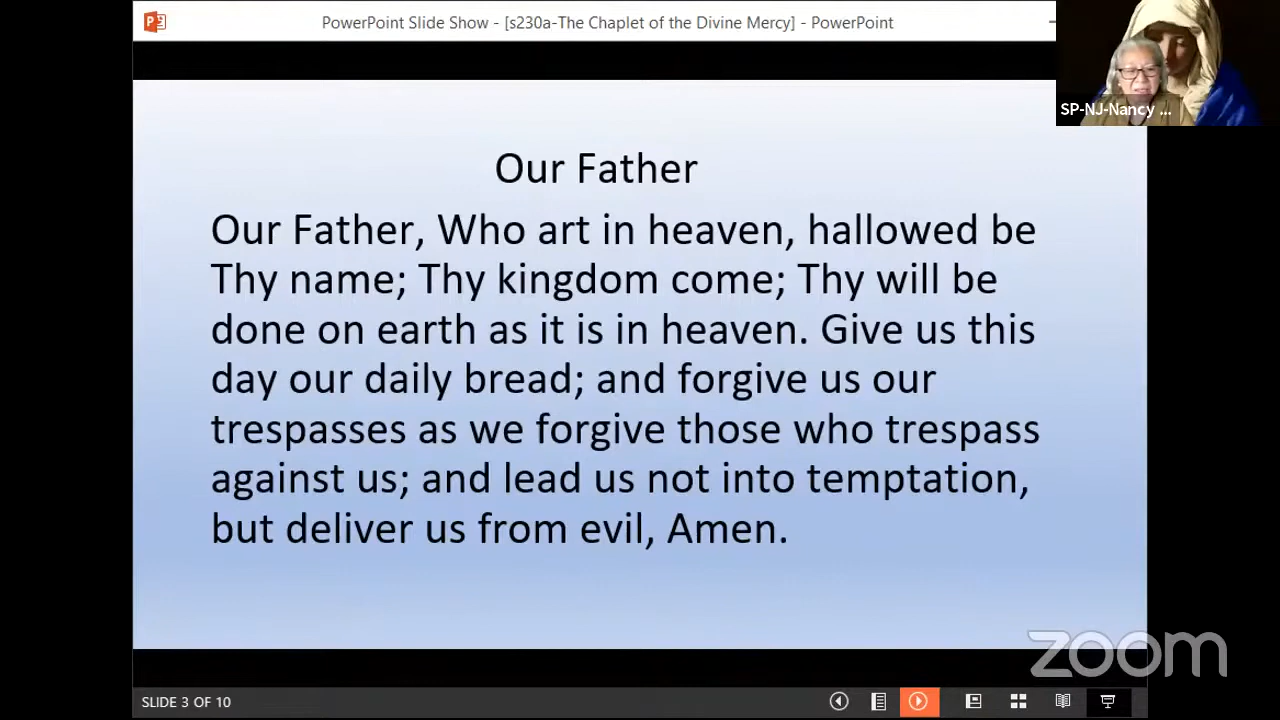 PowerPoint Slide Show - [s230a-The Chaplet of the Divine Mercy] - PowerPoint
SP-NJ-Nancy ...
Our Father
Our Father, Who art in heaven, hallowed be
Thy name; Thy kingdom come; Thy will be
done on earth as it is in heaven. Give us this
day our daily bread; and forgive us our
trespasses as we forgive those who trespass
against us; and lead us not into temptation,
but deliver us from evil, Amen.
zoom
SLIDE 3 OF 10